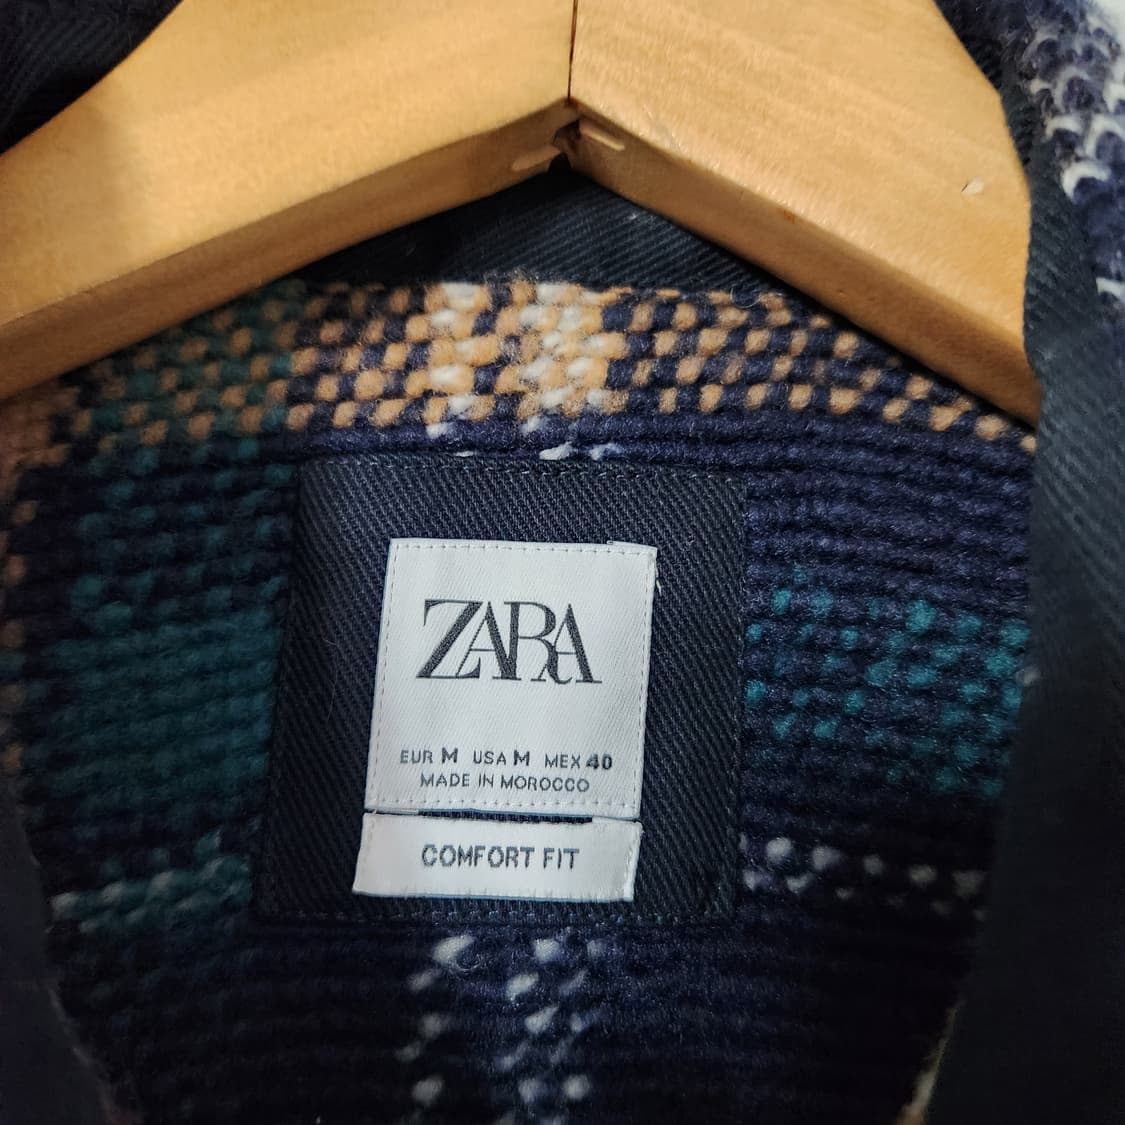 ZARA
EUR M USA M MEX 40
MADE IN MOROCCO
COMFORT FIT